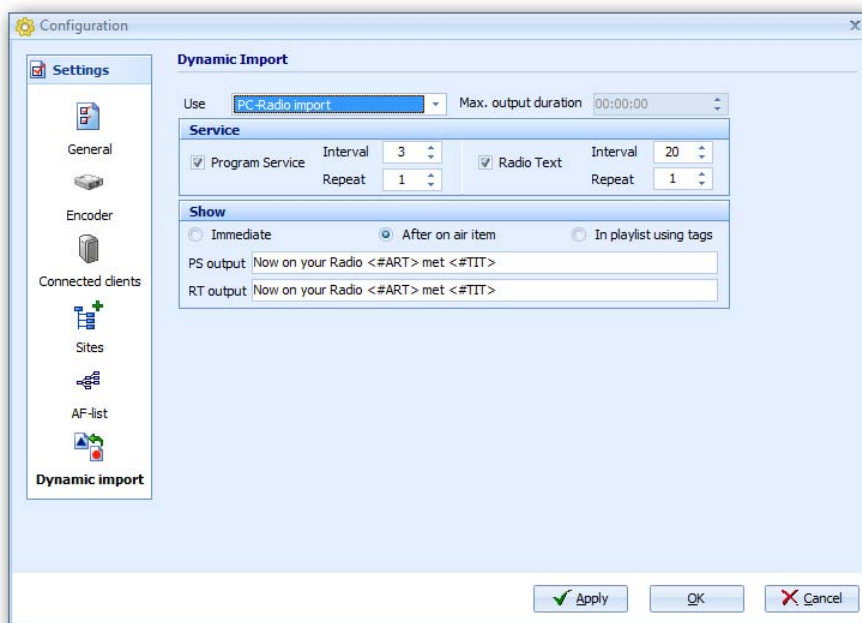 Configuration
Settings
General
Encoder
Connected clients
Sites
AF-list
Dynamic import
Dynamic Import
Use PC-Radio import Max. output duration 00:00:00
Service
Program Service Interval 3 Radio Text Interval 20
Repeat 1 Repeat 1
Show
Immediate After on air item In playlist using tags
PS output Now on your Radio <#ART> met <#TIT>
RT output Now on your Radio <#ART> met <#TIT>
Apply OK Cancel